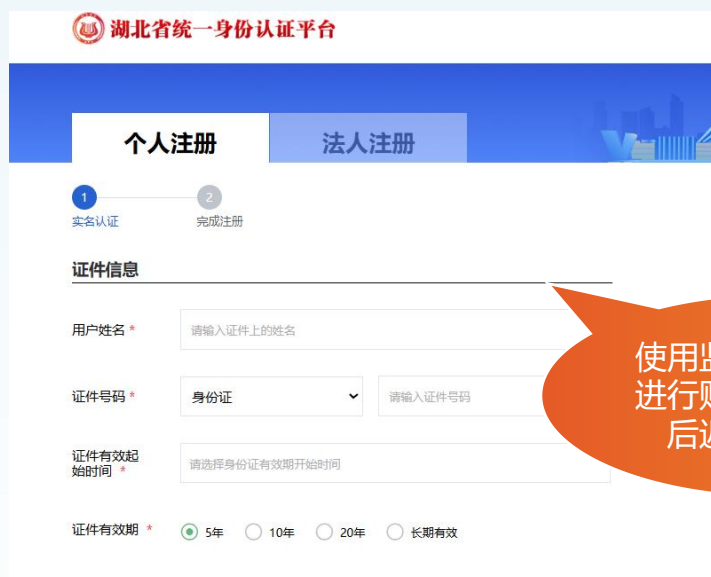 湖北省统一身份认证平台
个人注册 法人注册
1 2
实名认证 完成注册
证件信息
用户姓名 * 请输入证件上的姓名
证件号码 * 身份证 请输入证件号码
证件有效起
始时间 * 请选择身份证有效期开始时间
证件有效期 * 5年 10年 20年 长期有效
使用
进行
后